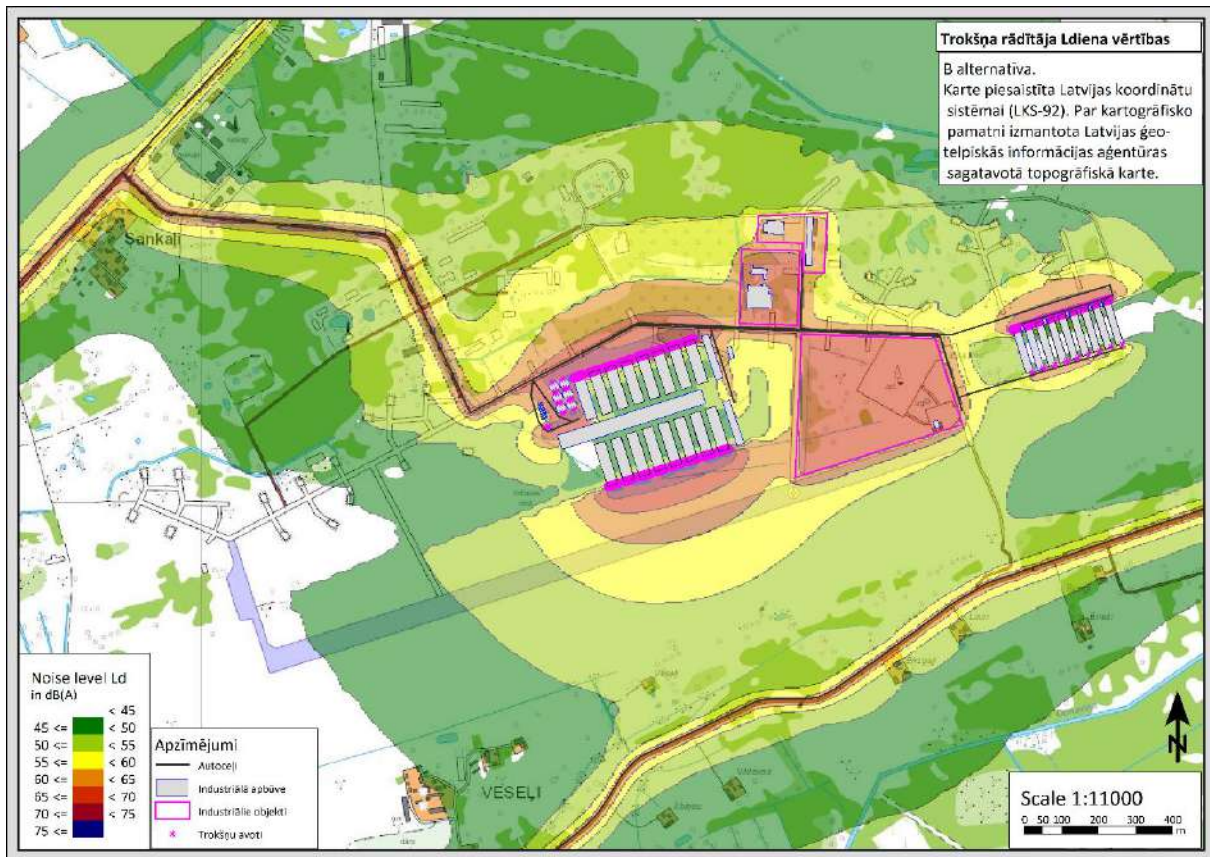 Trokšņa rādītāja Ldiena vērtības
B alternatīva.
Karte piesaistīta Latvijas koordinātu
sistēmai (LKS-92). Par kartogrāfisko
pamatni izmantota Latvijas ģeo-
telpiskās informācijas aģentūras
sagatavotā topogrāfiskā karte.
Sankaļi
VESEĻI
Noise level Ld
in dB(A)
< 45
45 <= < 50
50 <= < 55
55 <= < 60
60 <= < 65
65 <= < 70
70 <= < 75
75 <=
Apzīmējumi
Autoceļi
Industriālā apbūve
Industriālie objekti
Trokšņu avoti
N
Scale 1:11000
0 50 100 200 300 400
m